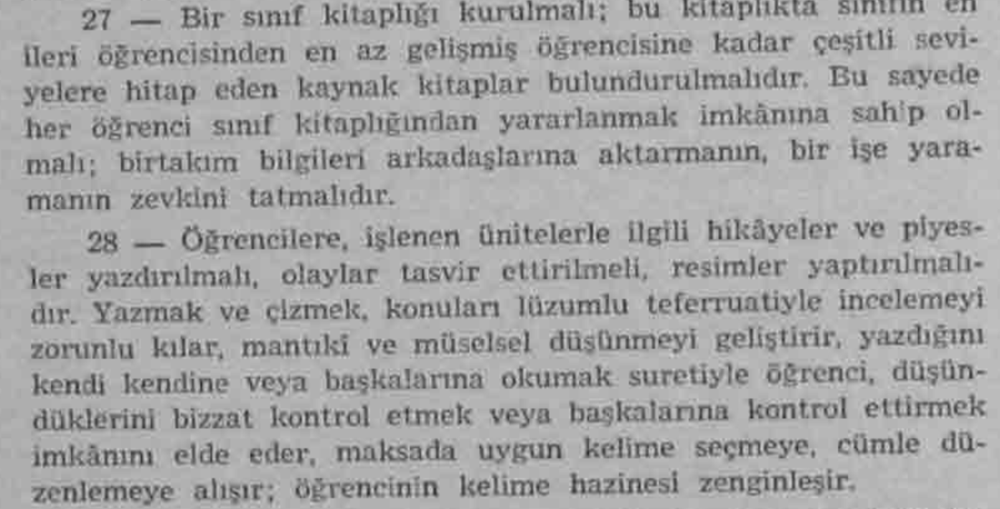 27 — Bir sınıf kitaplığı kurulmalı; bu kitaplıkta sınıfın en
ileri öğrencisinden en az gelişmiş öğrencisine kadar çeşitli sevi-
yelere hitap eden kaynak kitaplar bulundurulmalıdır. Bu sayede
her öğrenci sınıf kitaplığından yararlanmak imkânına sahip ol-
malı; birtakım bilgileri arkadaşlarına aktarmanın, bir işe yara-
manın zevkini tatmalıdır.
28 — Öğrencilere, işlenen ünitelerle ilgili hikâyeler ve piyes-
ler yazdırılmalı, olaylar tasvir ettirilmeli, resimler yaptırılmalı-
dır. Yazmak ve çizmek, konuları lüzumlu teferruatiyle incelemeyi
zorunlu kılar, mantıkî ve müselsel düşünmeyi geliştirir, yazdığını
kendi kendine veya başkalarına okumak suretiyle öğrenci, düşün-
düklerini bizzat kontrol etmek veya başkalarına kontrol ettirmek
imkânını elde eder, maksada uygun kelime seçmeye, cümle dü-
zenlemeye alışır; öğrencinin kelime hazinesi zenginleşir.